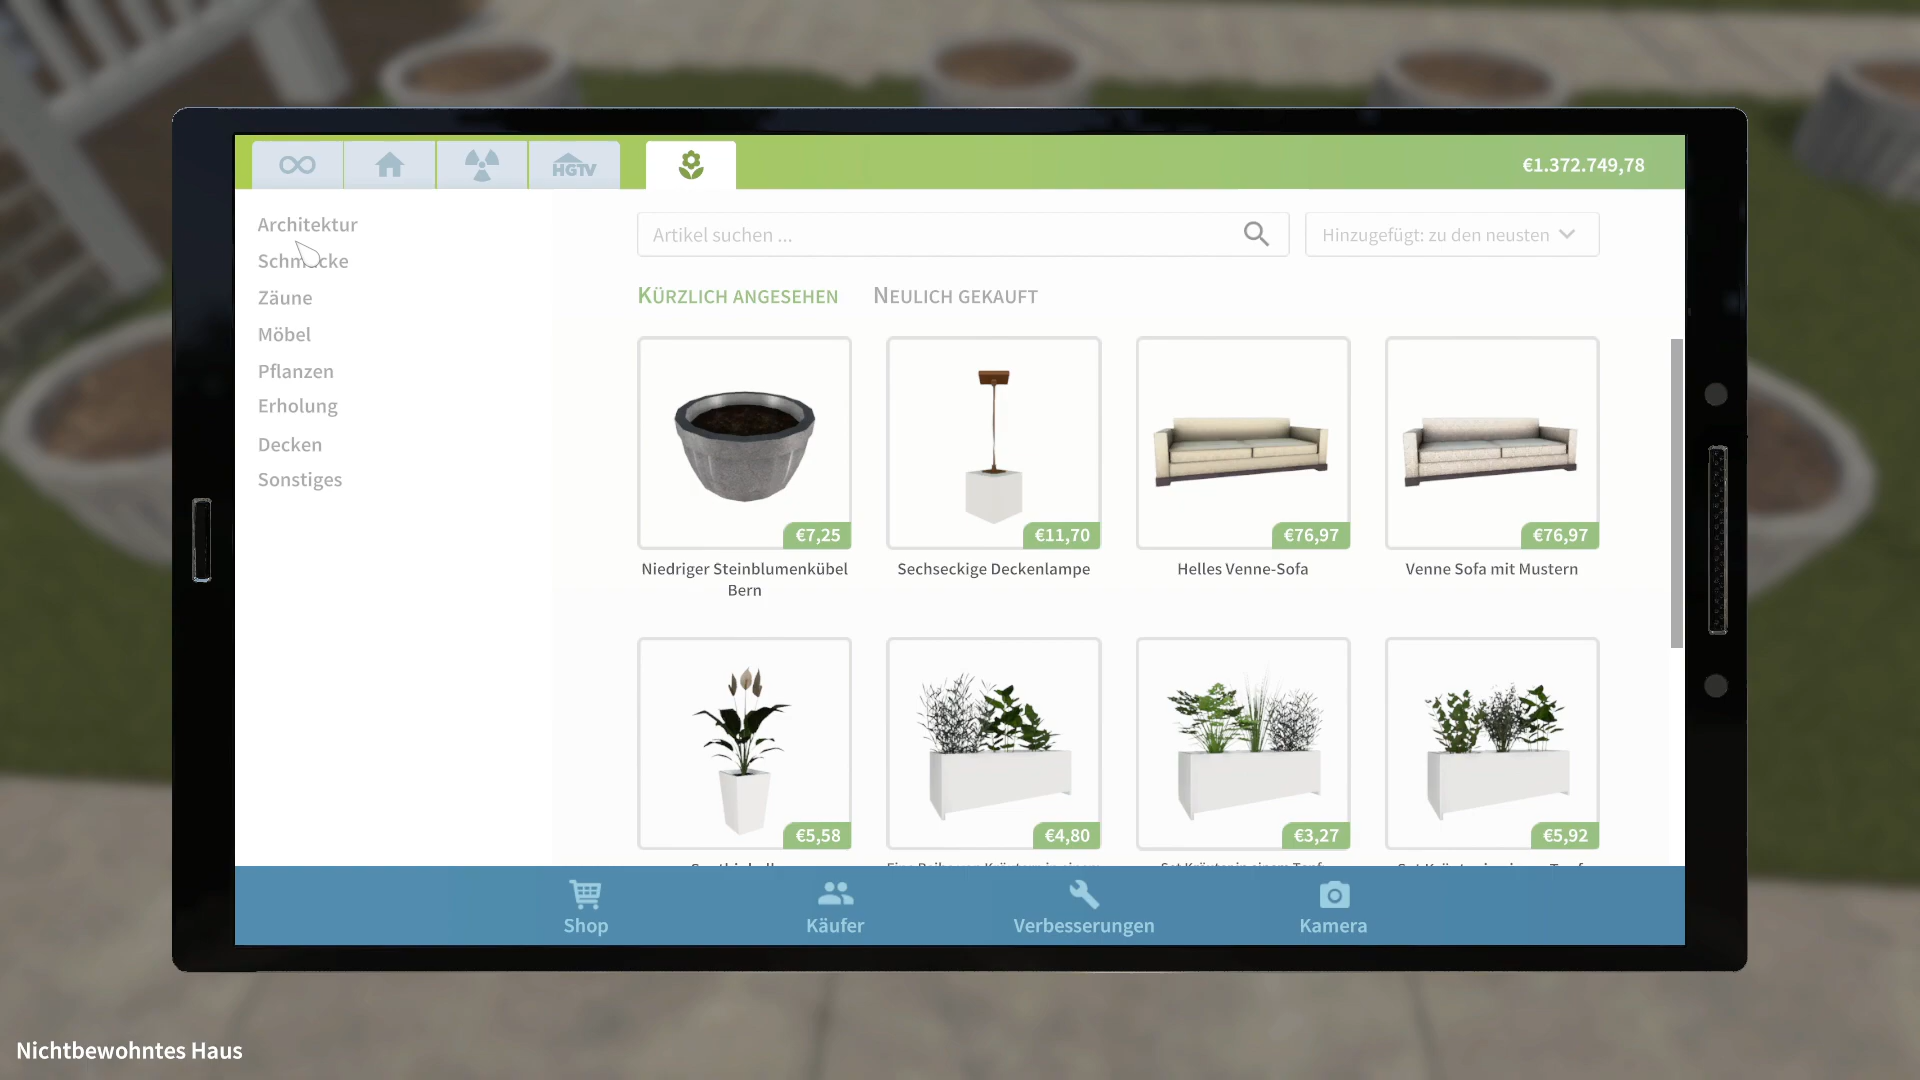 HGTV
€1.372.749,78
Architektur
Schmücke
Zäune
Möbel
Pflanzen
Erholung
Decken
Sonstiges
Artikel suchen ...
Hinzugefügt: zu den neusten
KÜRZLICH ANGESEHEN
NEULICH GEKAUFT
€7,25
€11,70
€76,97
€76,97
Niedriger Steinblumenkübel
Bern
Sechseckige Deckenlampe
Helles Venne-Sofa
Venne Sofa mit Mustern
€5,58
€4,80
€3,27
€5,92
Shop
Käufer
Verbesserungen
Kamera
Nichtbewohntes Haus